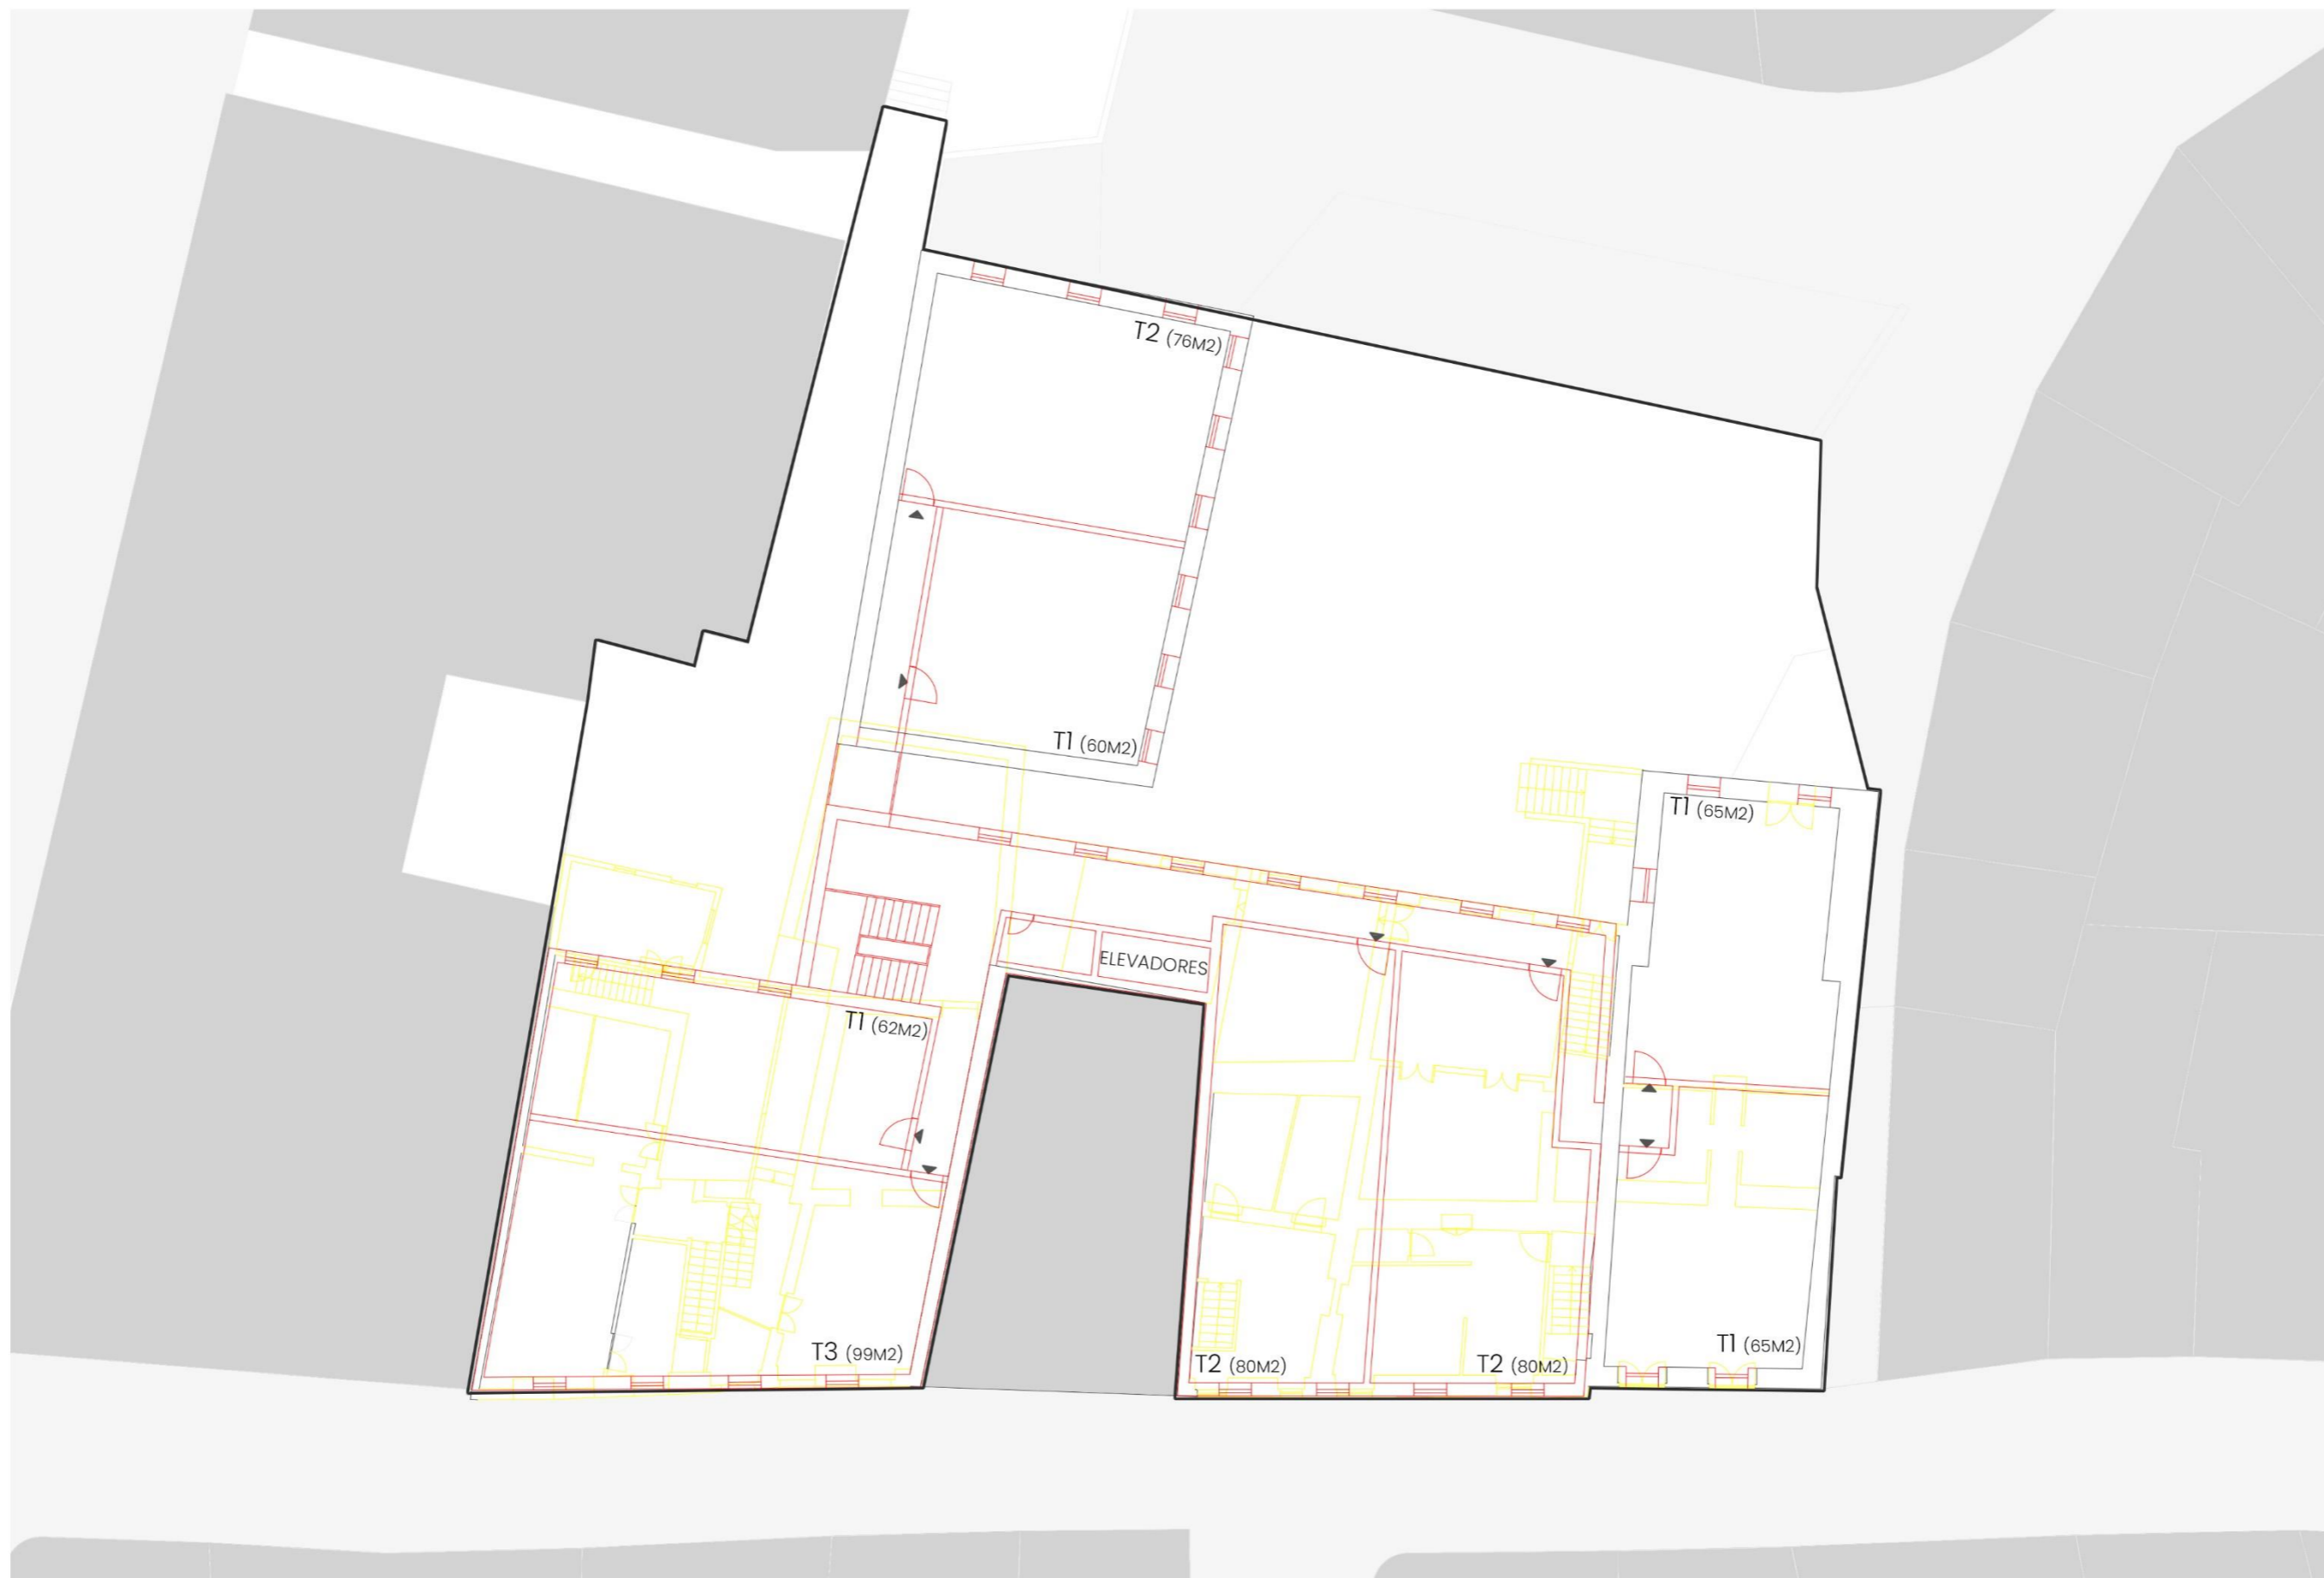 T2 (76M2)
T1 (60M2)
T1 (65M2)
ELEVADORES
T1 (62M2)
T3 (99M2)
T2 (80M2)
T2 (80M2)
T1 (65M2)